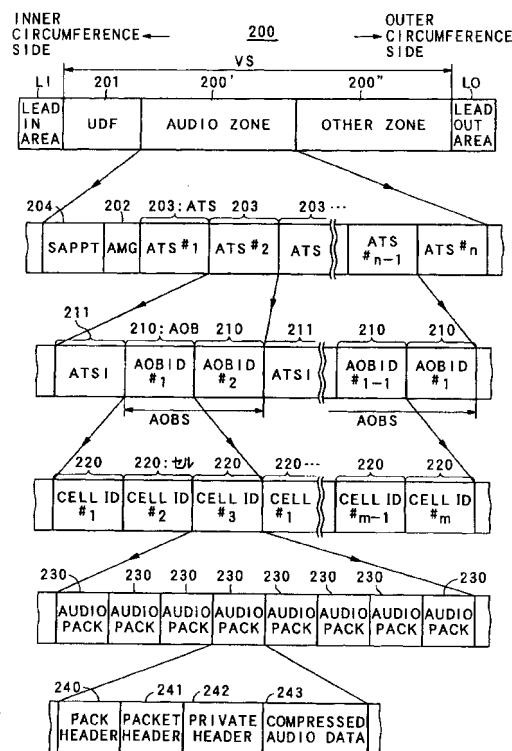 INNER CIRCUMFERENCE SIDE
200
OUTER CIRCUMFERENCE SIDE
VS
LI 201 200' 200" LO
LEAD IN AREA UDF AUDIO ZONE OTHER ZONE LEAD OUT AREA
204 202 203:ATS 203 203 ...
SAPPT AMG ATS #1 ATS #2 ATS ATS #n-1 ATS #n
211 210:AOB 210 211 210 210
ATSI AOBID #1 AOBID #2 ATSI AOBID #1-1 AOBID #1
AOBS AOBS
220 220:セル 220 220... 220 220
CELL ID #1 CELL ID #2 CELL ID #3 CELL #1 CELL ID #m-1 CELL ID #m
230 230 230 230 230 230 230 230
AUDIO PACK AUDIO PACK AUDIO PACK AUDIO PACK AUDIO PACK AUDIO PACK AUDIO PACK AUDIO PACK
240 241 242 243
PACK HEADER PACKET HEADER PRIVATE HEADER COMPRESSED AUDIO DATA